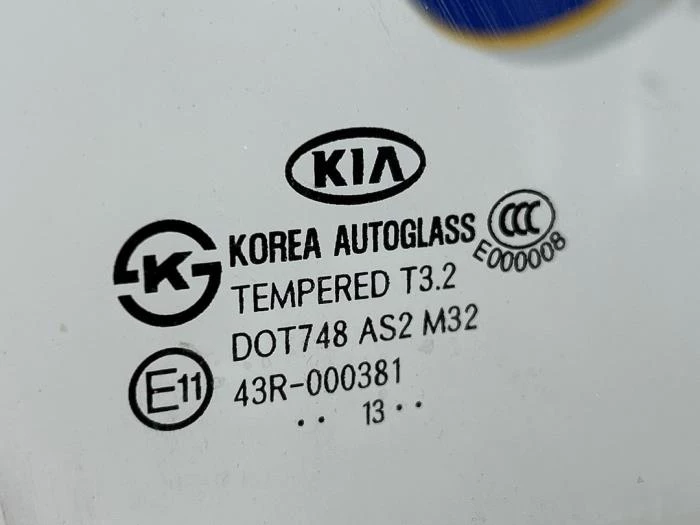 KIA
KOREA AUTOGLASS
CCC
E000008
K
TEMPERED T3.2
DOT748 AS2 M32
E11
43R-000381
.. 13 ..